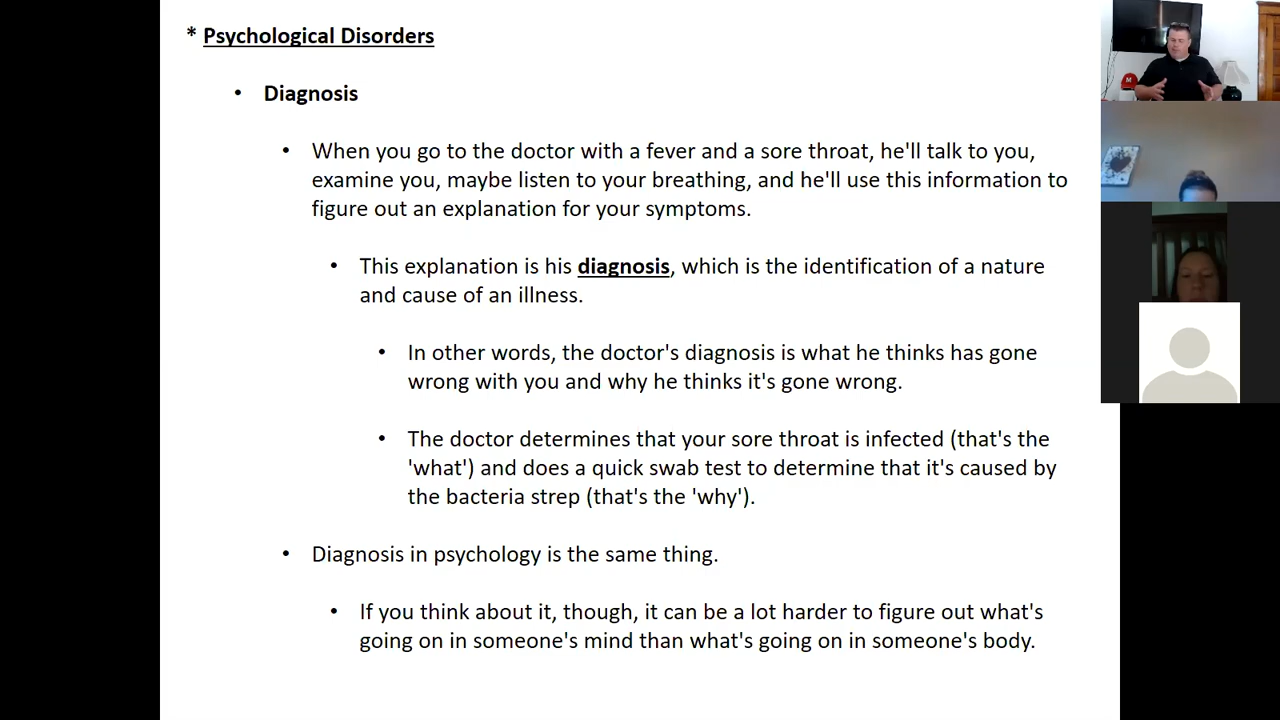 * Psychological Disorders
• Diagnosis
• When you go to the doctor with a fever and a sore throat, he'll talk to you,
examine you, maybe listen to your breathing, and he'll use this information to
figure out an explanation for your symptoms.
• This explanation is his diagnosis, which is the identification of a nature
and cause of an illness.
• In other words, the doctor's diagnosis is what he thinks has gone
wrong with you and why he thinks it's gone wrong.
• The doctor determines that your sore throat is infected (that's the
'what') and does a quick swab test to determine that it's caused by
the bacteria strep (that's the 'why').
• Diagnosis in psychology is the same thing.
• If you think about it, though, it can be a lot harder to figure out what's
going on in someone's mind than what's going on in someone's body.
M